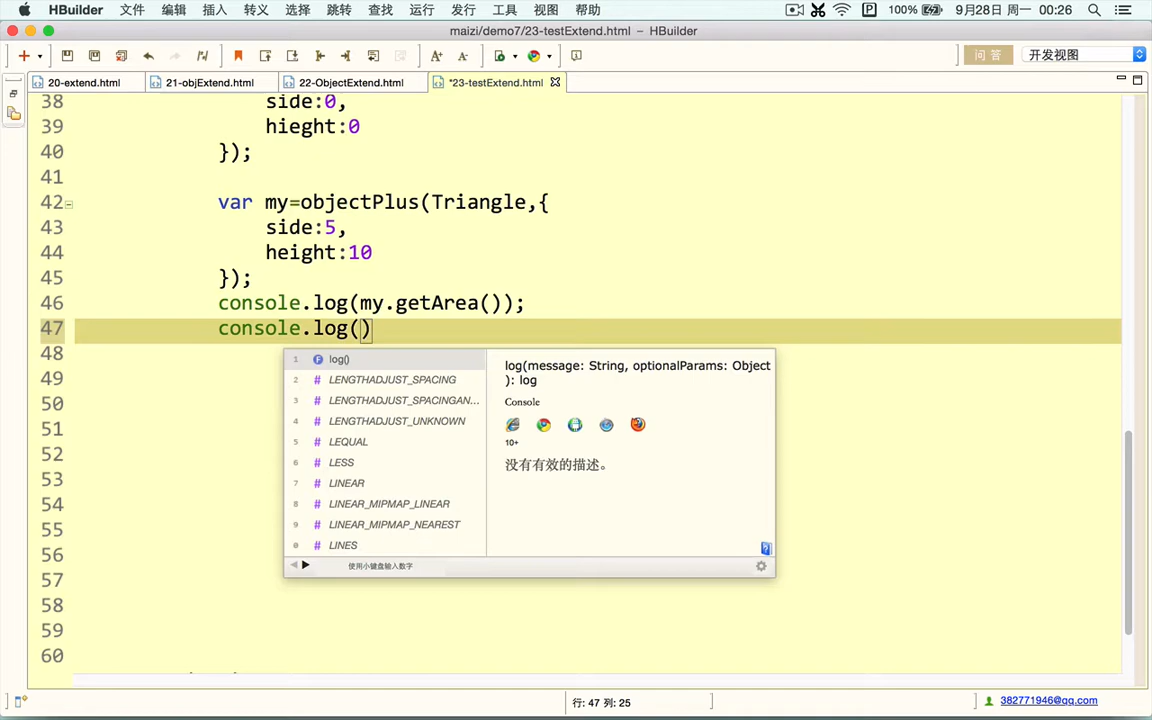 HBuilder 文件 编辑 插入 转义 选择 跳转 查找 运行 发行 工具 视图 帮助 100% 9月28日 周一 00:26
maizi/demo7/23-testExtend.html – HBuilder
问 答 开发视图
20-extend.html 21-objExtend.html 22-ObjectExtend.html *23-testExtend.html
38 side:0,
39 hieght:0
40 });
41
42 var my=objectPlus(Triangle,{
43 side:5,
44 height:10
45 });
46 console.log(my.getArea());
47 console.log()
48
49
50
51
52
53
54
55
56
57
58
59
60
1 F log()
2 # LENGTHADJUST_SPACING
3 # LENGTHADJUST_SPACINGAN...
4 # LENGTHADJUST_UNKNOWN
5 # LEQUAL
6 # LESS
7 # LINEAR
8 # LINEAR_MIPMAP_LINEAR
9 # LINEAR_MIPMAP_NEAREST
0 # LINES
使用小键盘输入数字
log(message: String, optionalParams: Object
): log
Console
10+
没有有效的描述。
行: 47 列: 25
382771946@qq.com